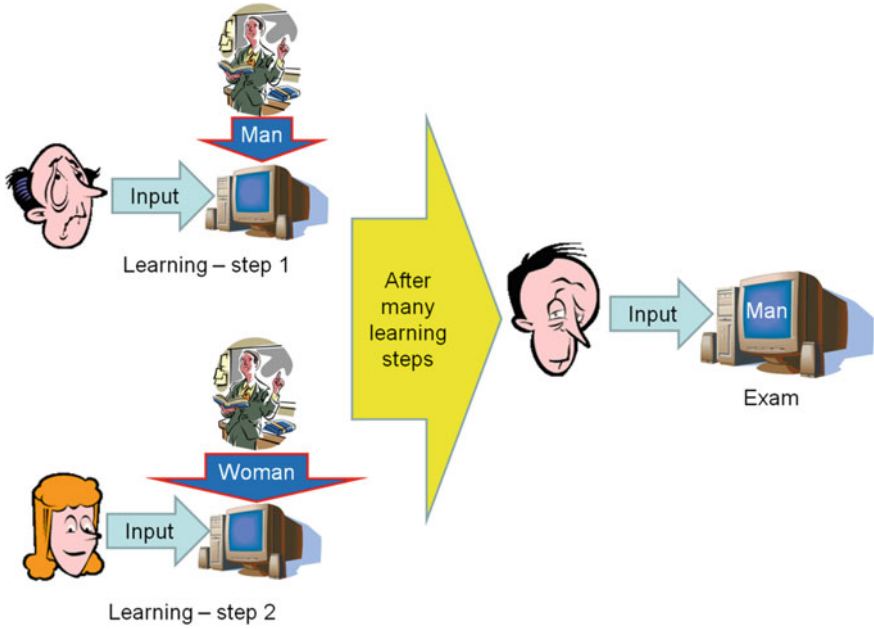 Man
Input
Learning – step 1
Woman
Input
Learning – step 2
After
many
learning
steps
Input
Man
Exam